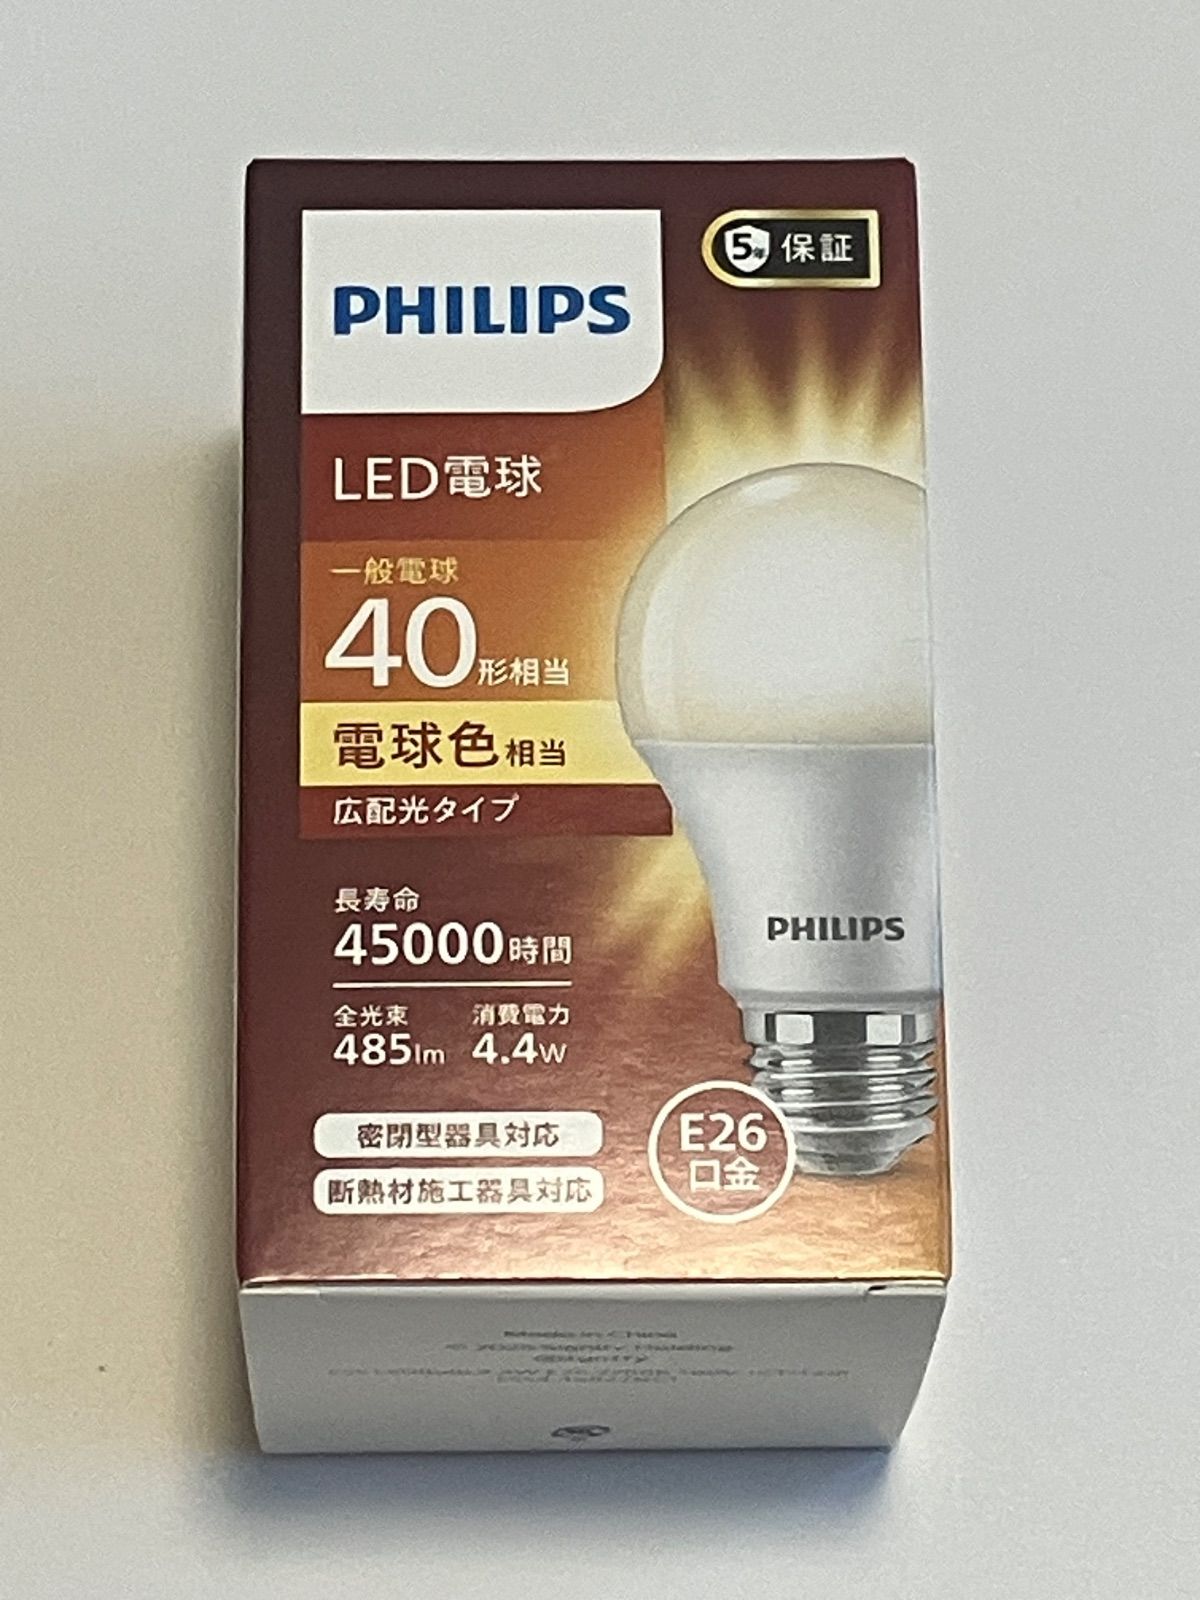 PHILIPS
5年 保証
LED電球
一般電球
40形相当
電球色相当
広配光タイプ
長寿命
45000時間
全光束 消費電力
485lm 4.4W
密閉型器具対応
断熱材施工器具対応
PHILIPS
E26
口金
Made in China